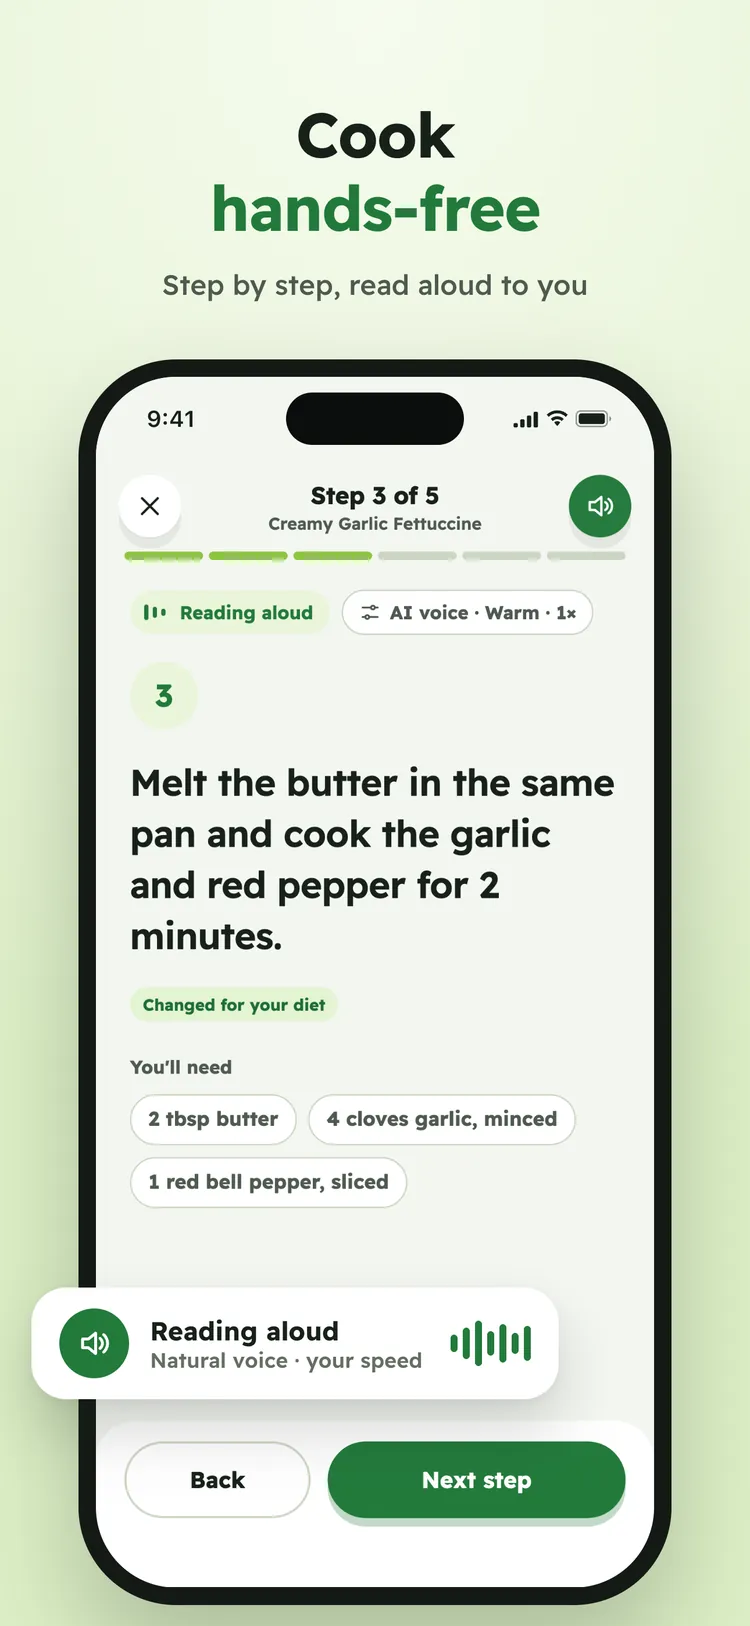 Cook
hands-free
Step by step, read aloud to you
9:41
Step 3 of 5
Creamy Garlic Fettuccine
Reading aloud
AI voice · Warm · 1×
3
Melt the butter in the same
pan and cook the garlic
and red pepper for 2
minutes.
Changed for your diet
You'll need
2 tbsp butter
4 cloves garlic, minced
1 red bell pepper, sliced
Reading aloud
Natural voice · your speed
Back
Next step